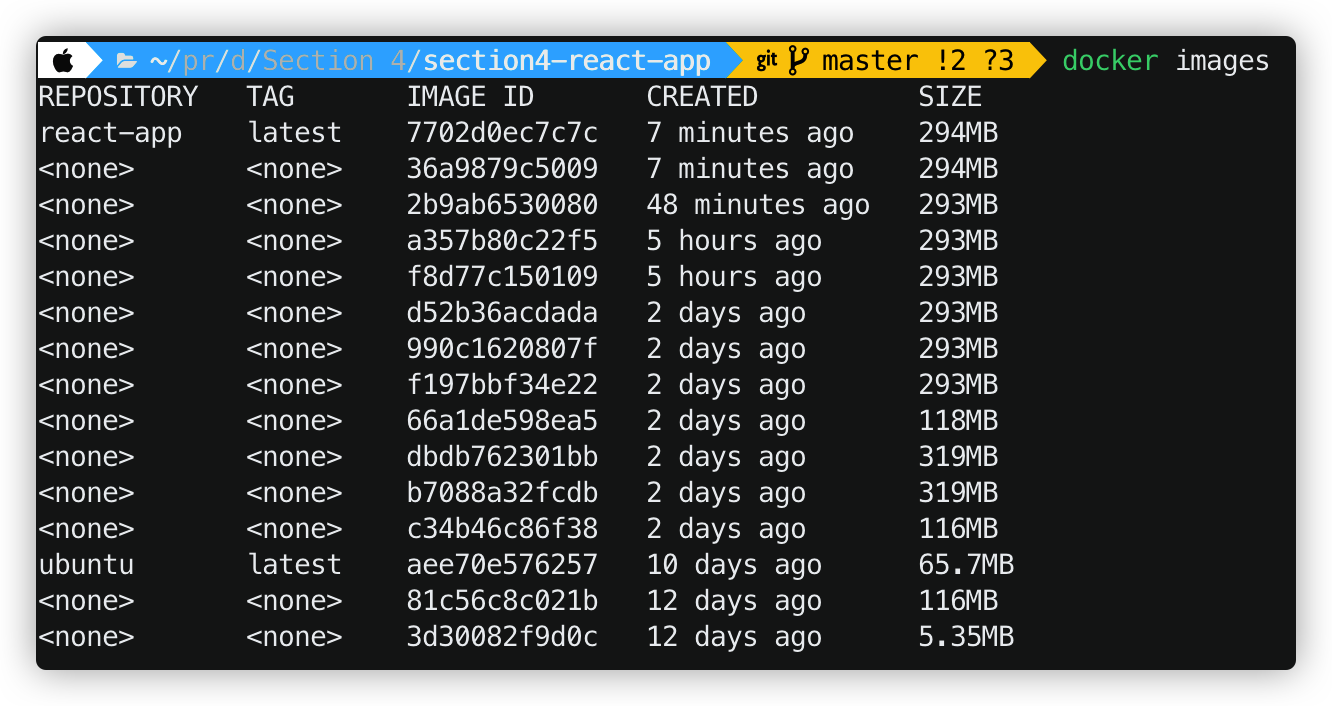 ~/pr/d/Section 4/section4-react-app git master !2 ?3 docker images
REPOSITORY TAG IMAGE ID CREATED SIZE
react-app latest 7702d0ec7c7c 7 minutes ago 294MB
<none> <none> 36a9879c5009 7 minutes ago 294MB
<none> <none> 2b9ab6530080 48 minutes ago 293MB
<none> <none> a357b80c22f5 5 hours ago 293MB
<none> <none> f8d77c150109 5 hours ago 293MB
<none> <none> d52b36acdada 2 days ago 293MB
<none> <none> 990c1620807f 2 days ago 293MB
<none> <none> f197bbf34e22 2 days ago 293MB
<none> <none> 66a1de598ea5 2 days ago 118MB
<none> <none> dbdb762301bb 2 days ago 319MB
<none> <none> b7088a32fcdb 2 days ago 319MB
<none> <none> c34b46c86f38 2 days ago 116MB
ubuntu latest aee70e576257 10 days ago 65.7MB
<none> <none> 81c56c8c021b 12 days ago 116MB
<none> <none> 3d30082f9d0c 12 days ago 5.35MB